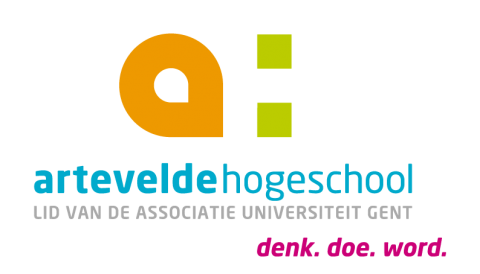 a:
arteveldehogeschool
LID VAN DE ASSOCIATIE UNIVERSITEIT GENT
denk. doe. word.